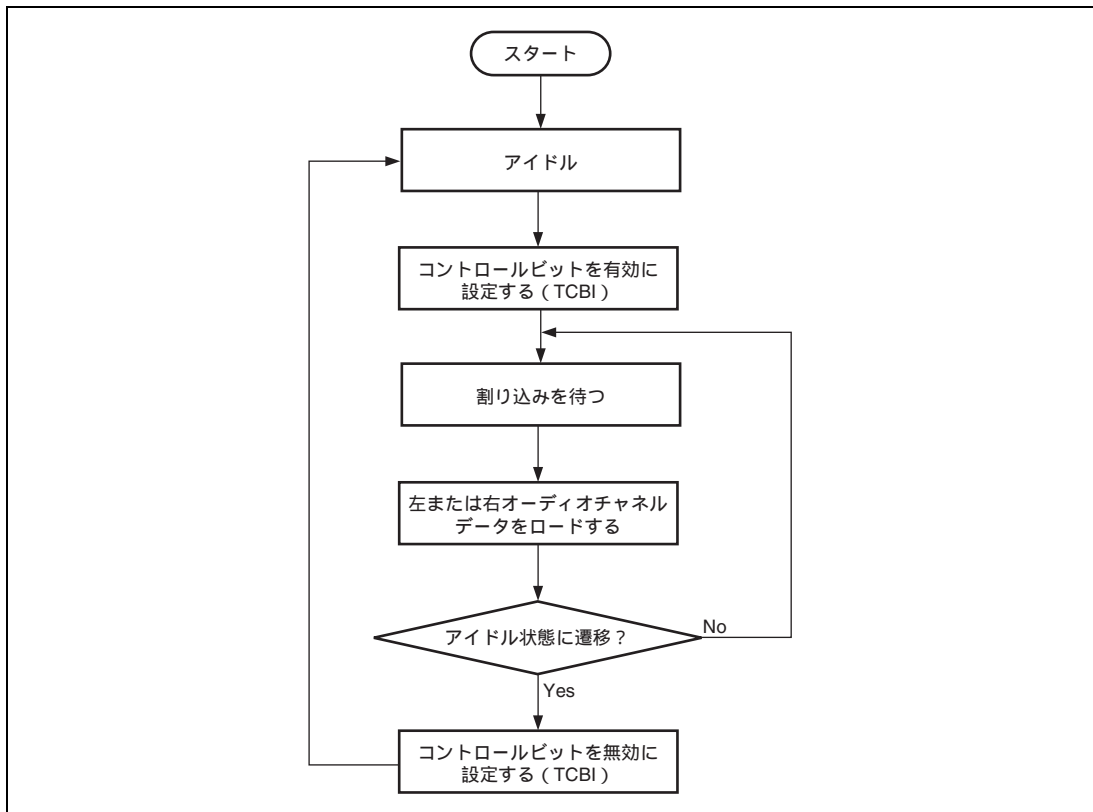 スタート
アイドル
コントロールビットを有効に
設定する(TCBI)
割り込みを待つ
左または右オーディオチャネル
データをロードする
アイドル状態に遷移?
No
Yes
コントロールビットを無効に
設定する(TCBI)